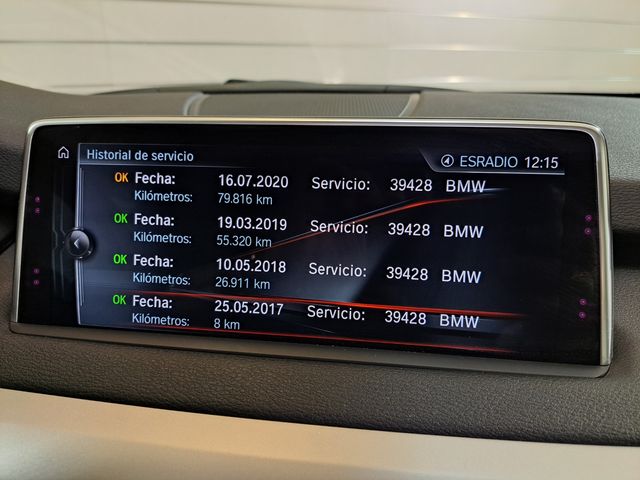 Historial de servicio
ESRADIO 12:15
OK Fecha: 16.07.2020 Servicio: 39428 BMW
Kilómetros: 79.816 km
OK Fecha: 19.03.2019 Servicio: 39428 BMW
Kilómetros: 55.320 km
OK Fecha: 10.05.2018 Servicio: 39428 BMW
Kilómetros: 26.911 km
OK Fecha: 25.05.2017 Servicio: 39428 BMW
Kilómetros: 8 km